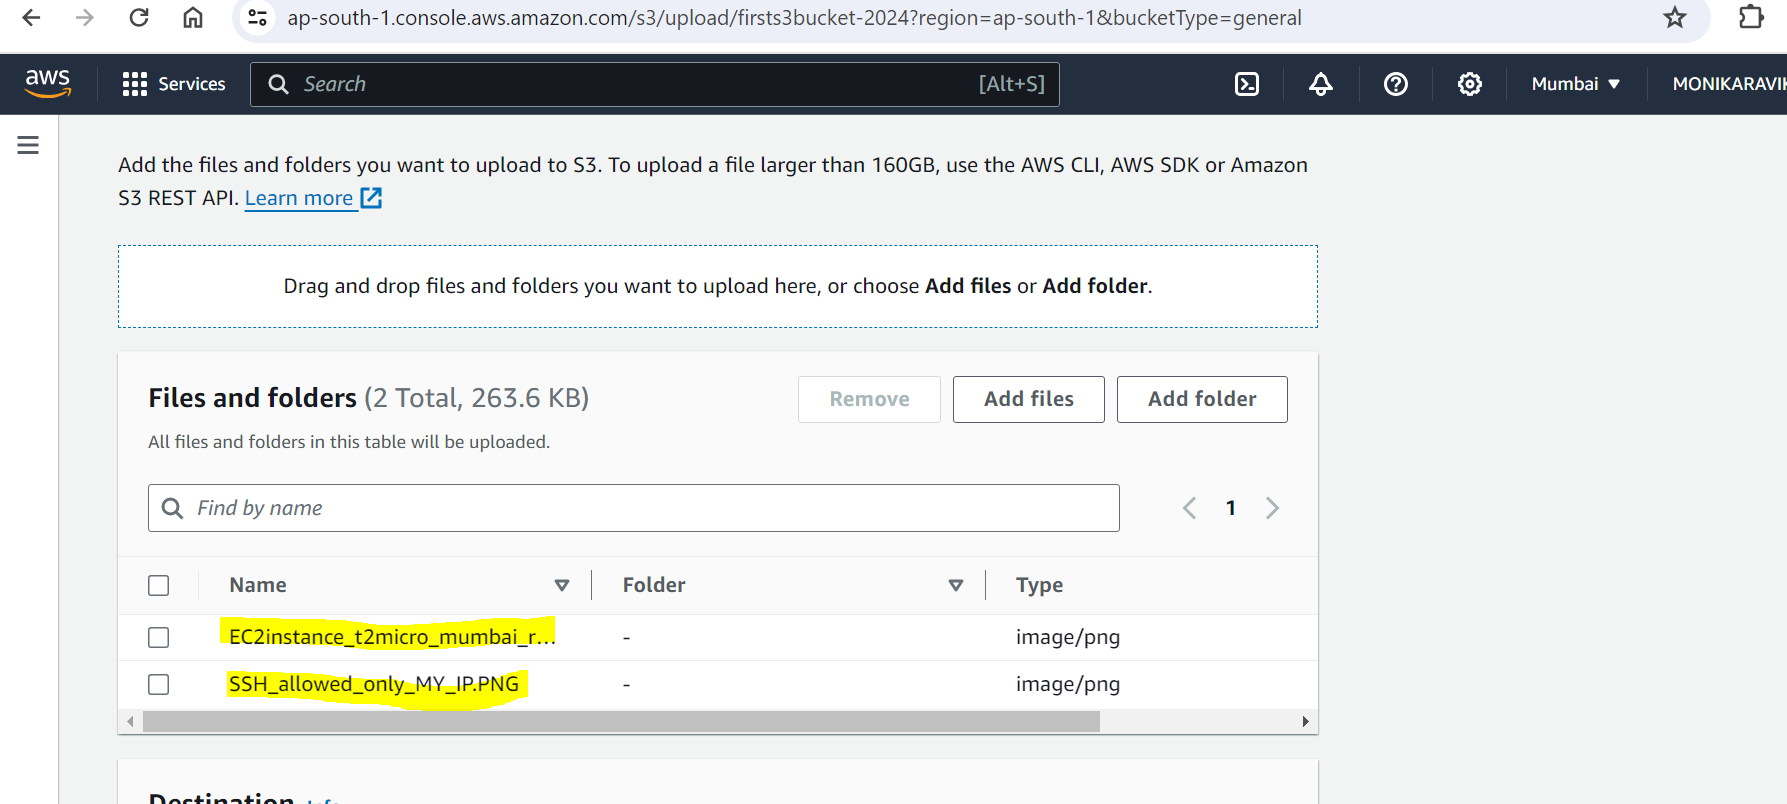 ap-south-1.console.aws.amazon.com/s3/upload/firsts3bucket-2024?region=ap-south-1&bucketType=general
aws
Services
Search
[Alt+S]
Mumbai
MONIKARAVIK
Add the files and folders you want to upload to S3. To upload a file larger than 160GB, use the AWS CLI, AWS SDK or Amazon
S3 REST API. Learn more
Drag and drop files and folders you want to upload here, or choose Add files or Add folder.
Files and folders (2 Total, 263.6 KB)
Remove
Add files
Add folder
All files and folders in this table will be uploaded.
Find by name
1
Name
Folder
Type
EC2instance_t2micro_mumbai_r...
-
image/png
SSH_allowed_only_MY_IP.PNG
-
image/png
Destination Info